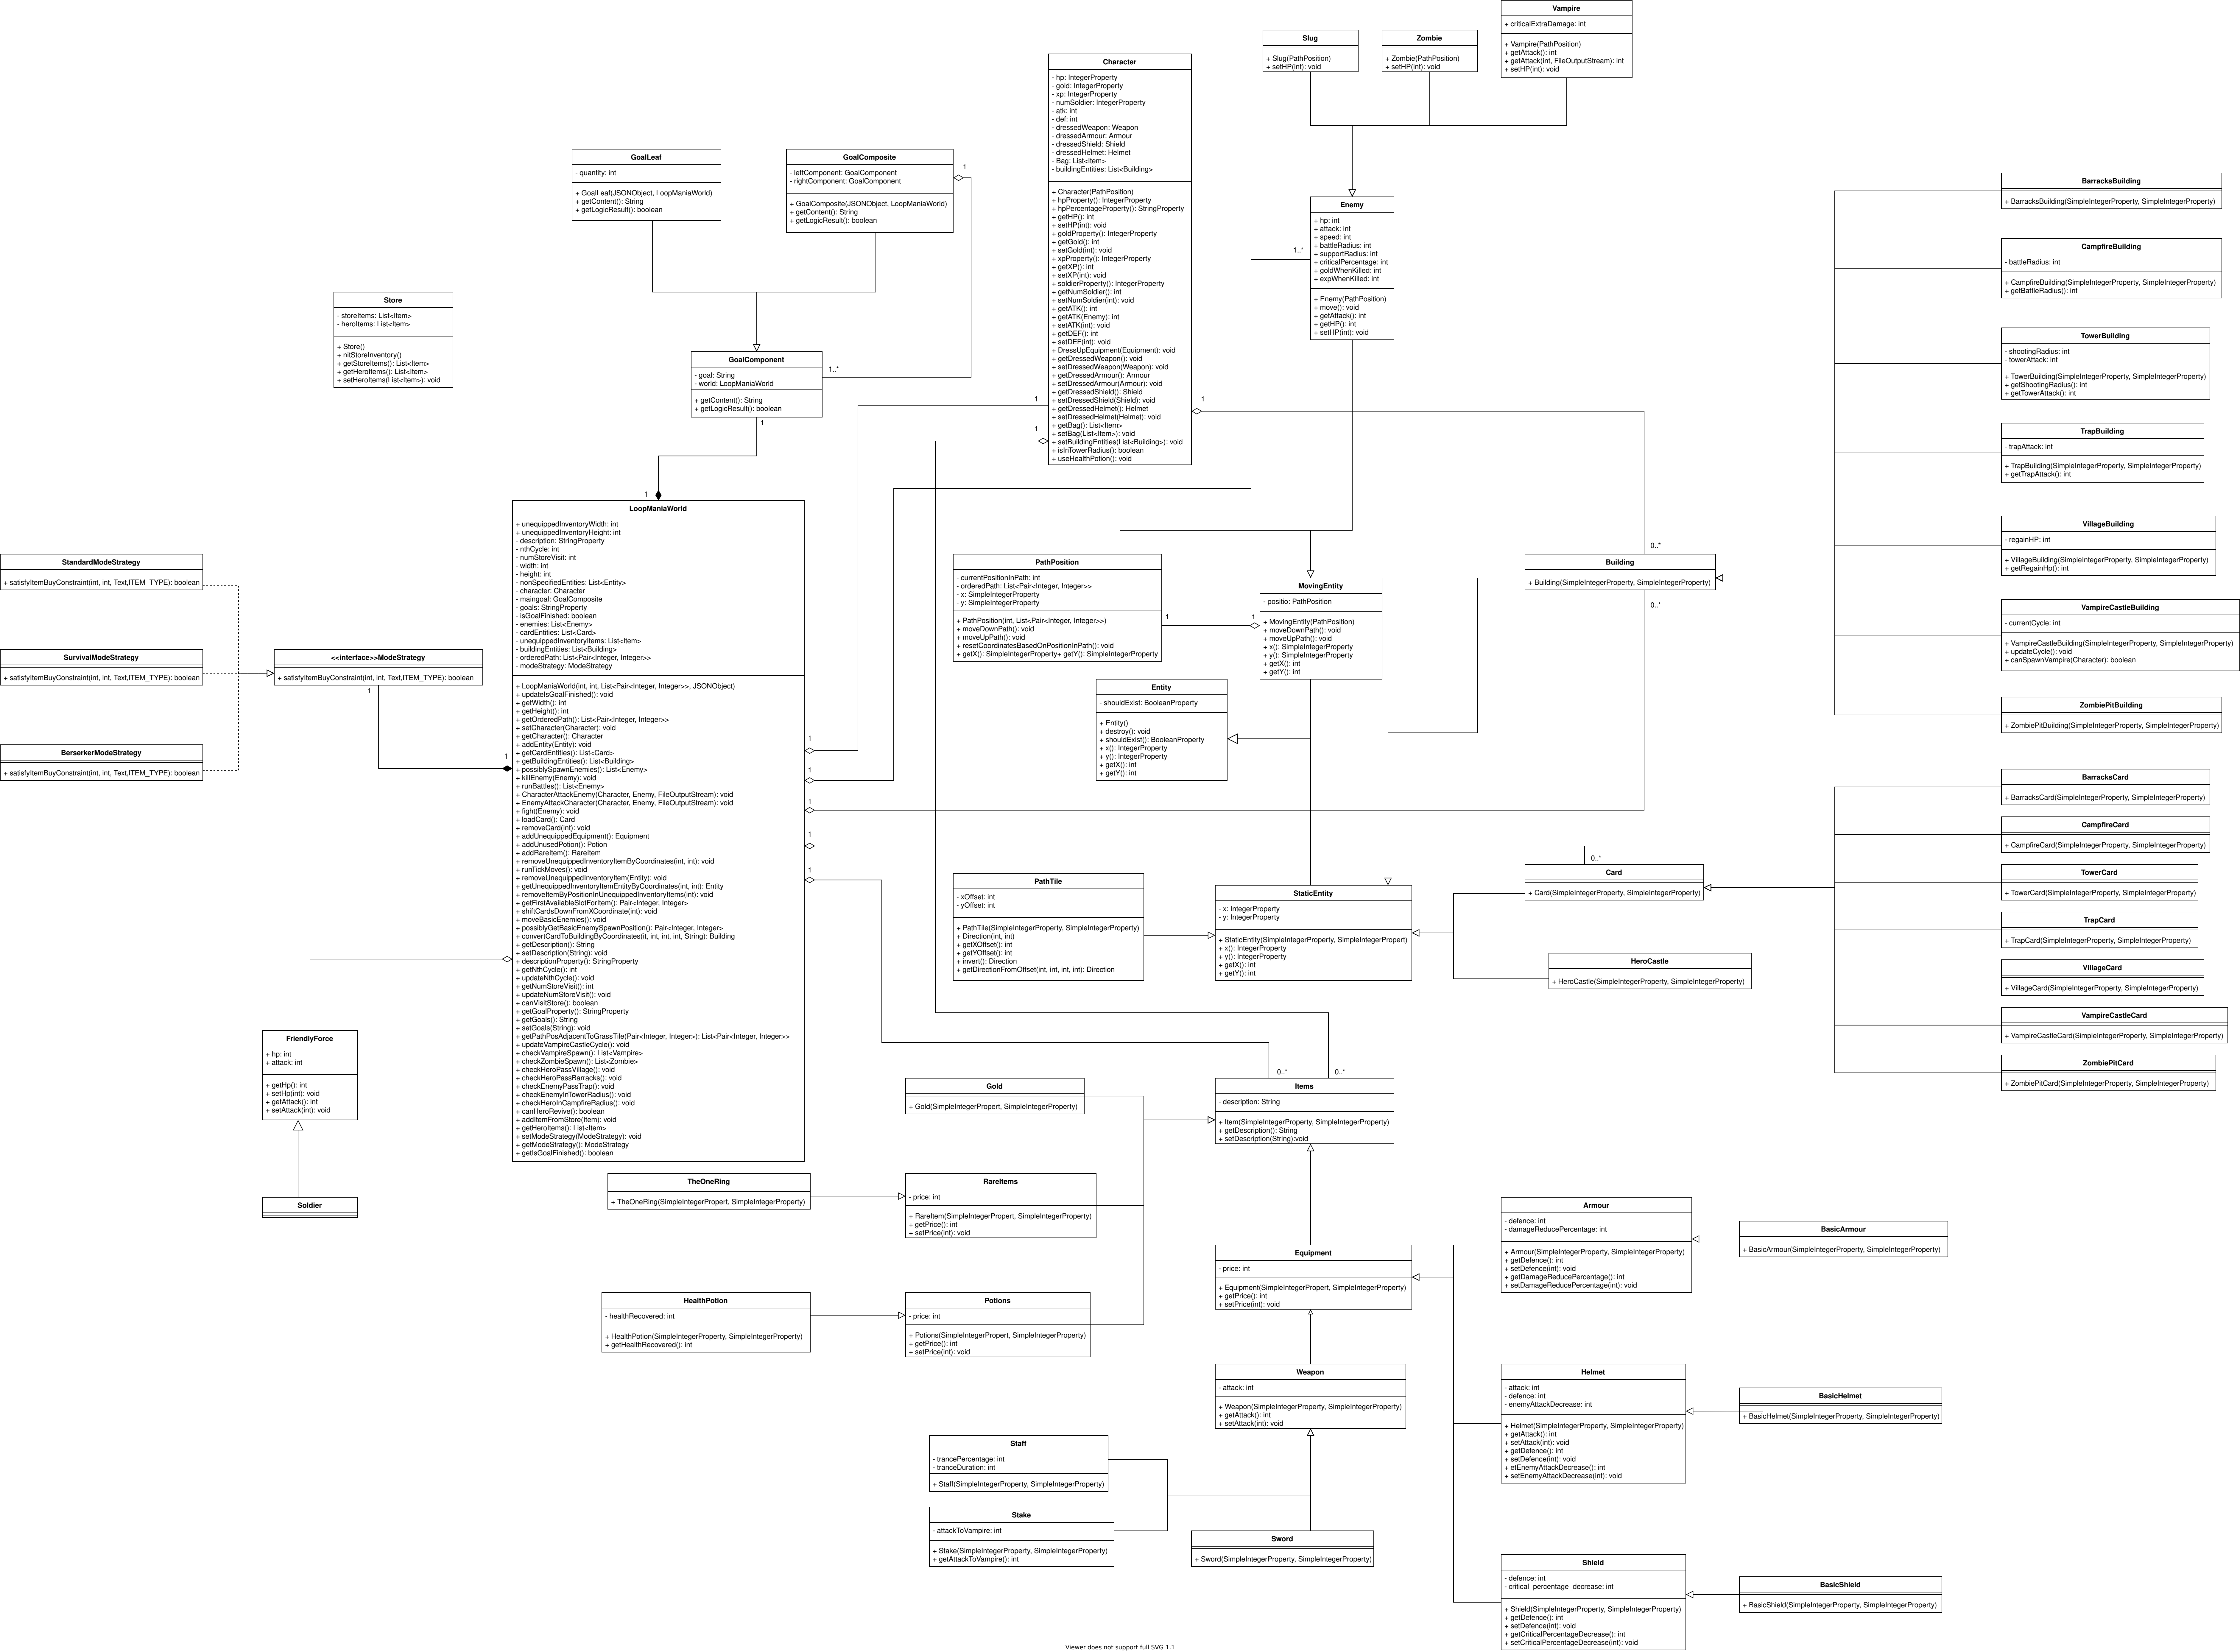 Vampire
+ criticalExtraDamage: int
+ Vampire(PathPosition)
+ getAttack(): int
+ getAttack(int, FileOutputStream): int
+ setHP(int): void
Slug
+ Slug(PathPosition)
+ setHP(int): void
Zombie
+ Zombie(PathPosition)
+ setHP(int): void
Character
- hp: IntegerProperty
- gold: IntegerProperty
- xp: IntegerProperty
- numSoldier: IntegerProperty
- atk: int
- def: int
- dressedWeapon: Weapon
- dressedArmour: Armour
- dressedShield: Shield
- dressedHelmet: Helmet
- Bag: List<Item>
- buildingEntities: List<Building>
+ Character(PathPosition)
+ hpProperty(): IntegerProperty
+ hpPercentageProperty(): StringProperty
+ getHP(): int
+ setHP(int): void
+ goldProperty(): IntegerProperty
+ getGold(): int
+ setGold(int): void
+ xpProperty(): IntegerProperty
+ getXP(): int
+ setXP(int): void
+ soldierProperty(): IntegerProperty
+ getNumSoldier(): int
+ setNumSoldier(int): void
+ getATK(): int
+ getATK(Enemy): int
+ setATK(int): void
+ getDEF(): int
+ setDEF(int): void
+ DressUpEquipment(Equipment): void
+ getDressedWeapon(): void
+ setDressedWeapon(Weapon): void
+ getDressedArmour(): Armour
+ setDressedArmour(Armour): void
+ getDressedShield(): Shield
+ setDressedShield(Shield): void
+ getDressedHelmet(): Helmet
+ setDressedHelmet(Helmet): void
+ getBag(): List<Item>
+ setBag(List<Item>): void
+ setBuildingEntities(List<Building>): void
+ isInTowerRadius(): boolean
+ useHealthPotion(): void
1
1
1
GoalLeaf
- quantity: int
+ GoalLeaf(JSONObject, LoopManiaWorld)
+ getContent(): String
+ getLogicResult(): boolean
GoalComposite
- leftComponent: GoalComponent
- rightComponent: GoalComponent
+ GoalComposite(JSONObject, LoopManiaWorld)
+ getContent(): String
+ getLogicResult(): boolean
1
Enemy
+ hp: int
+ attack: int
+ speed: int
+ battleRadius: int
+ supportRadius: int
+ criticalPercentage: int
+ goldWhenKilled: int
+ expWhenKilled: int
+ Enemy(PathPosition)
+ move(): void
+ getAttack(): int
+ getHP(): int
+ setHP(int): void
1..*
BarracksBuilding
+ BarracksBuilding(SimpleIntegerProperty, SimpleIntegerProperty)
CampfireBuilding
- battleRadius: int
+ CampfireBuilding(SimpleIntegerProperty, SimpleIntegerProperty)
+ getBattleRadius(): int
TowerBuilding
- shootingRadius: int
- towerAttack: int
+ TowerBuilding(SimpleIntegerProperty, SimpleIntegerProperty)
+ getShootingRadius(): int
+ getTowerAttack(): int
TrapBuilding
- trapAttack: int
+ TrapBuilding(SimpleIntegerProperty, SimpleIntegerProperty)
+ getTrapAttack(): int
VillageBuilding
- regainHP: int
+ VillageBuilding(SimpleIntegerProperty, SimpleIntegerProperty)
+ getRegainHp(): int
VampireCastleBuilding
- currentCycle: int
+ VampireCastleBuilding(SimpleIntegerProperty, SimpleIntegerProperty)
+ updateCycle(): void
+ canSpawnVampire(Character): boolean
ZombiePitBuilding
+ ZombiePitBuilding(SimpleIntegerProperty, SimpleIntegerProperty)
Store
- storeItems: List<Item>
- heroItems: List<Item>
+ Store()
+ nitStoreInventory()
+ getStoreItems(): List<Item>
+ getHeroItems(): List<Item>
+ setHeroItems(List<Item>): void
GoalComponent
- goal: String
- world: LoopManiaWorld
+ getContent(): String
+ getLogicResult(): boolean
1..*
1
1
LoopManiaWorld
+ unequippedInventoryWidth: int
+ unequippedInventoryHeight: int
- description: StringProperty
- nthCycle: int
- numStoreVisit: int
- width: int
- height: int
- nonSpecifiedEntities: List<Entity>
- character: Character
- maingoal: GoalComposite
- goals: StringProperty
- isGoalFinished: boolean
- enemies: List<Enemy>
- cardEntities: List<Card>
- unequippedInventoryItems: List<Item>
- buildingEntities: List<Building>
- orderedPath: List<Pair<Integer, Integer>>
- modeStrategy: ModeStrategy
+ LoopManiaWorld(int, int, List<Pair<Integer, Integer>>, JSONObject)
+ updateIsGoalFinished(): void
+ getWidth(): int
+ getHeight(): int
+ getOrderedPath(): List<Pair<Integer, Integer>>
+ setCharacter(Character): void
+ getCharacter(): Character
+ addEntity(Entity): void
+ getCardEntities(): List<Card>
+ getBuildingEntities(): List<Building>
+ possiblySpawnEnemies(): List<Enemy>
+ killEnemy(Enemy): void
+ runBattles(): List<Enemy>
+ CharacterAttackEnemy(Character, Enemy, FileOutputStream): void
+ EnemyAttackCharacter(Character, Enemy, FileOutputStream): void
+ fight(Enemy): void
+ loadCard(): Card
+ removeCard(int): void
+ addUnequippedEquipment(): Equipment
+ addUnusedPotion(): Potion
+ addRareItem(): RareItem
+ removeUnequippedInventoryItemByCoordinates(int, int): void
+ runTickMoves(): void
+ removeUnequippedInventoryItem(Entity): void
+ getUnequippedInventoryItemEntityByCoordinates(int, int): Entity
+ removeItemByPositionInUnequippedInventoryItems(int): void
+ getFirstAvailableSlotForItem(): Pair<Integer, Integer>
+ shiftCardsDownFromXCoordinate(int): void
+ moveBasicEnemies(): void
+ possiblyGetBasicEnemySpawnPosition(): Pair<Integer, Integer>
+ convertCardToBuildingByCoordinates(it, int, int, int, String): Building
+ getDescription(): String
+ setDescription(String): void
+ descriptionProperty(): StringProperty
+ getNthCycle(): int
+ updateNthCycle(): void
+ getNumStoreVisit(): int
+ updateNumStoreVisit(): void
+ canVisitStore(): boolean
+ getGoalProperty(): StringProperty
+ getGoals(): String
+ setGoals(String): void
+ getPathPosAdjacentToGrassTile(Pair<Integer, Integer>): List<Pair<Integer, Integer>>
+ updateVampireCastleCycle(): void
+ checkVampireSpawn(): List<Vampire>
+ checkZombieSpawn(): List<Zombie>
+ checkHeroPassVillage(): void
+ checkHeroPassBarracks(): void
+ checkEnemyPassTrap(): void
+ checkEnemyInTowerRadius(): void
+ checkHeroInCampfireRadius(): void
+ canHeroRevive(): boolean
+ addItemFromStore(Item): void
+ getHeroItems(): List<Item>
+ setModeStrategy(ModeStrategy): void
+ getModeStrategy(): ModeStrategy
+ getIsGoalFinished(): boolean
1
1
1
1
1
1
StandardModeStrategy
+ satisfyItemBuyConstraint(int, int, Text,ITEM_TYPE): boolean
SurvivalModeStrategy
+ satisfyItemBuyConstraint(int, int, Text,ITEM_TYPE): boolean
BerserkerModeStrategy
+ satisfyItemBuyConstraint(int, int, Text,ITEM_TYPE): boolean
<<interface>>ModeStrategy
+ satisfyItemBuyConstraint(int, int, Text,ITEM_TYPE): boolean
1
PathPosition
- currentPositionInPath: int
- orderedPath: List<Pair<Integer, Integer>>
- x: SimpleIntegerProperty
- y: SimpleIntegerProperty
+ PathPosition(int, List<Pair<Integer, Integer>>)
+ moveDownPath(): void
+ moveUpPath(): void
+ resetCoordinatesBasedOnPositionInPath(): void
+ getX(): SimpleIntegerProperty+ getY(): SimpleIntegerProperty
1
1
MovingEntity
- positio: PathPosition
+ MovingEntity(PathPosition)
+ moveDownPath(): void
+ moveUpPath(): void
+ x(): SimpleIntegerProperty
+ y(): SimpleIntegerProperty
+ getX(): int
+ getY(): int
0..*
Building
+ Building(SimpleIntegerProperty, SimpleIntegerProperty)
0..*
Entity
- shouldExist: BooleanProperty
+ Entity()
+ destroy(): void
+ shouldExist(): BooleanProperty
+ x(): IntegerProperty
+ y(): IntegerProperty
+ getX(): int
+ getY(): int
PathTile
- xOffset: int
- yOffset: int
+ PathTile(SimpleIntegerProperty, SimpleIntegerProperty)
+ Direction(int, int)
+ getXOffset(): int
+ getYOffset(): int
+ invert(): Direction
+ getDirectionFromOffset(int, int, int, int): Direction
StaticEntity
- x: IntegerProperty
- y: IntegerProperty
+ StaticEntity(SimpleIntegerProperty, SimpleIntegerPropert)
+ x(): IntegerProperty
+ y(): IntegerProperty
+ getX(): int
+ getY(): int
0..*
Card
+ Card(SimpleIntegerProperty, SimpleIntegerProperty)
HeroCastle
+ HeroCastle(SimpleIntegerProperty, SimpleIntegerProperty)
BarracksCard
+ BarracksCard(SimpleIntegerProperty, SimpleIntegerProperty)
CampfireCard
+ CampfireCard(SimpleIntegerProperty, SimpleIntegerProperty)
TowerCard
+ TowerCard(SimpleIntegerProperty, SimpleIntegerProperty)
TrapCard
+ TrapCard(SimpleIntegerProperty, SimpleIntegerProperty)
VillageCard
+ VillageCard(SimpleIntegerProperty, SimpleIntegerProperty)
VampireCastleCard
+ VampireCastleCard(SimpleIntegerProperty, SimpleIntegerProperty)
ZombiePitCard
+ ZombiePitCard(SimpleIntegerProperty, SimpleIntegerProperty)
FriendlyForce
+ hp: int
+ attack: int
+ getHp(): int
+ setHp(int): void
+ getAttack(): int
+ setAttack(int): void
Soldier
Gold
+ Gold(SimpleIntegerPropert, SimpleIntegerProperty)
0..*
0..*
Items
- description: String
+ Item(SimpleIntegerProperty, SimpleIntegerProperty)
+ getDescription(): String
+ setDescription(String):void
TheOneRing
+ TheOneRing(SimpleIntegerPropert, SimpleIntegerProperty)
RareItems
- price: int
+ RareItem(SimpleIntegerPropert, SimpleIntegerProperty)
+ getPrice(): int
+ setPrice(int): void
HealthPotion
- healthRecovered: int
+ HealthPotion(SimpleIntegerProperty, SimpleIntegerProperty)
+ getHealthRecovered(): int
Potions
- price: int
+ Potions(SimpleIntegerPropert, SimpleIntegerProperty)
+ getPrice(): int
+ setPrice(int): void
Equipment
- price: int
+ Equipment(SimpleIntegerPropert, SimpleIntegerProperty)
+ getPrice(): int
+ setPrice(int): void
Armour
- defence: int
- damageReducePercentage: int
+ Armour(SimpleIntegerProperty, SimpleIntegerProperty)
+ getDefence(): int
+ setDefence(int): void
+ getDamageReducePercentage(): int
+ setDamageReducePercentage(int): void
BasicArmour
+ BasicArmour(SimpleIntegerProperty, SimpleIntegerProperty)
Weapon
- attack: int
+ Weapon(SimpleIntegerProperty, SimpleIntegerProperty)
+ getAttack(): int
+ setAttack(int): void
Helmet
- attack: int
- defence: int
- enemyAttackDecrease: int
+ Helmet(SimpleIntegerProperty, SimpleIntegerProperty)
+ getAttack(): int
+ setAttack(int): void
+ getDefence(): int
+ setDefence(int): void
+ etEnemyAttackDecrease(): int
+ setEnemyAttackDecrease(int): void
BasicHelmet
+ BasicHelmet(SimpleIntegerProperty, SimpleIntegerProperty)
Staff
- trancePercentage: int
- tranceDuration: int
+ Staff(SimpleIntegerProperty, SimpleIntegerProperty)
Stake
- attackToVampire: int
+ Stake(SimpleIntegerProperty, SimpleIntegerProperty)
+ getAttackToVampire(): int
Sword
+ Sword(SimpleIntegerProperty, SimpleIntegerProperty)
Shield
- defence: int
- critical_percentage_decrease: int
+ Shield(SimpleIntegerProperty, SimpleIntegerProperty)
+ getDefence(): int
+ setDefence(int): void
+ getCriticalPercentageDecrease(): int
+ setCriticalPercentageDecrease(int): void
BasicShield
+ BasicShield(SimpleIntegerProperty, SimpleIntegerProperty)
Viewer does not support full SVG 1.1